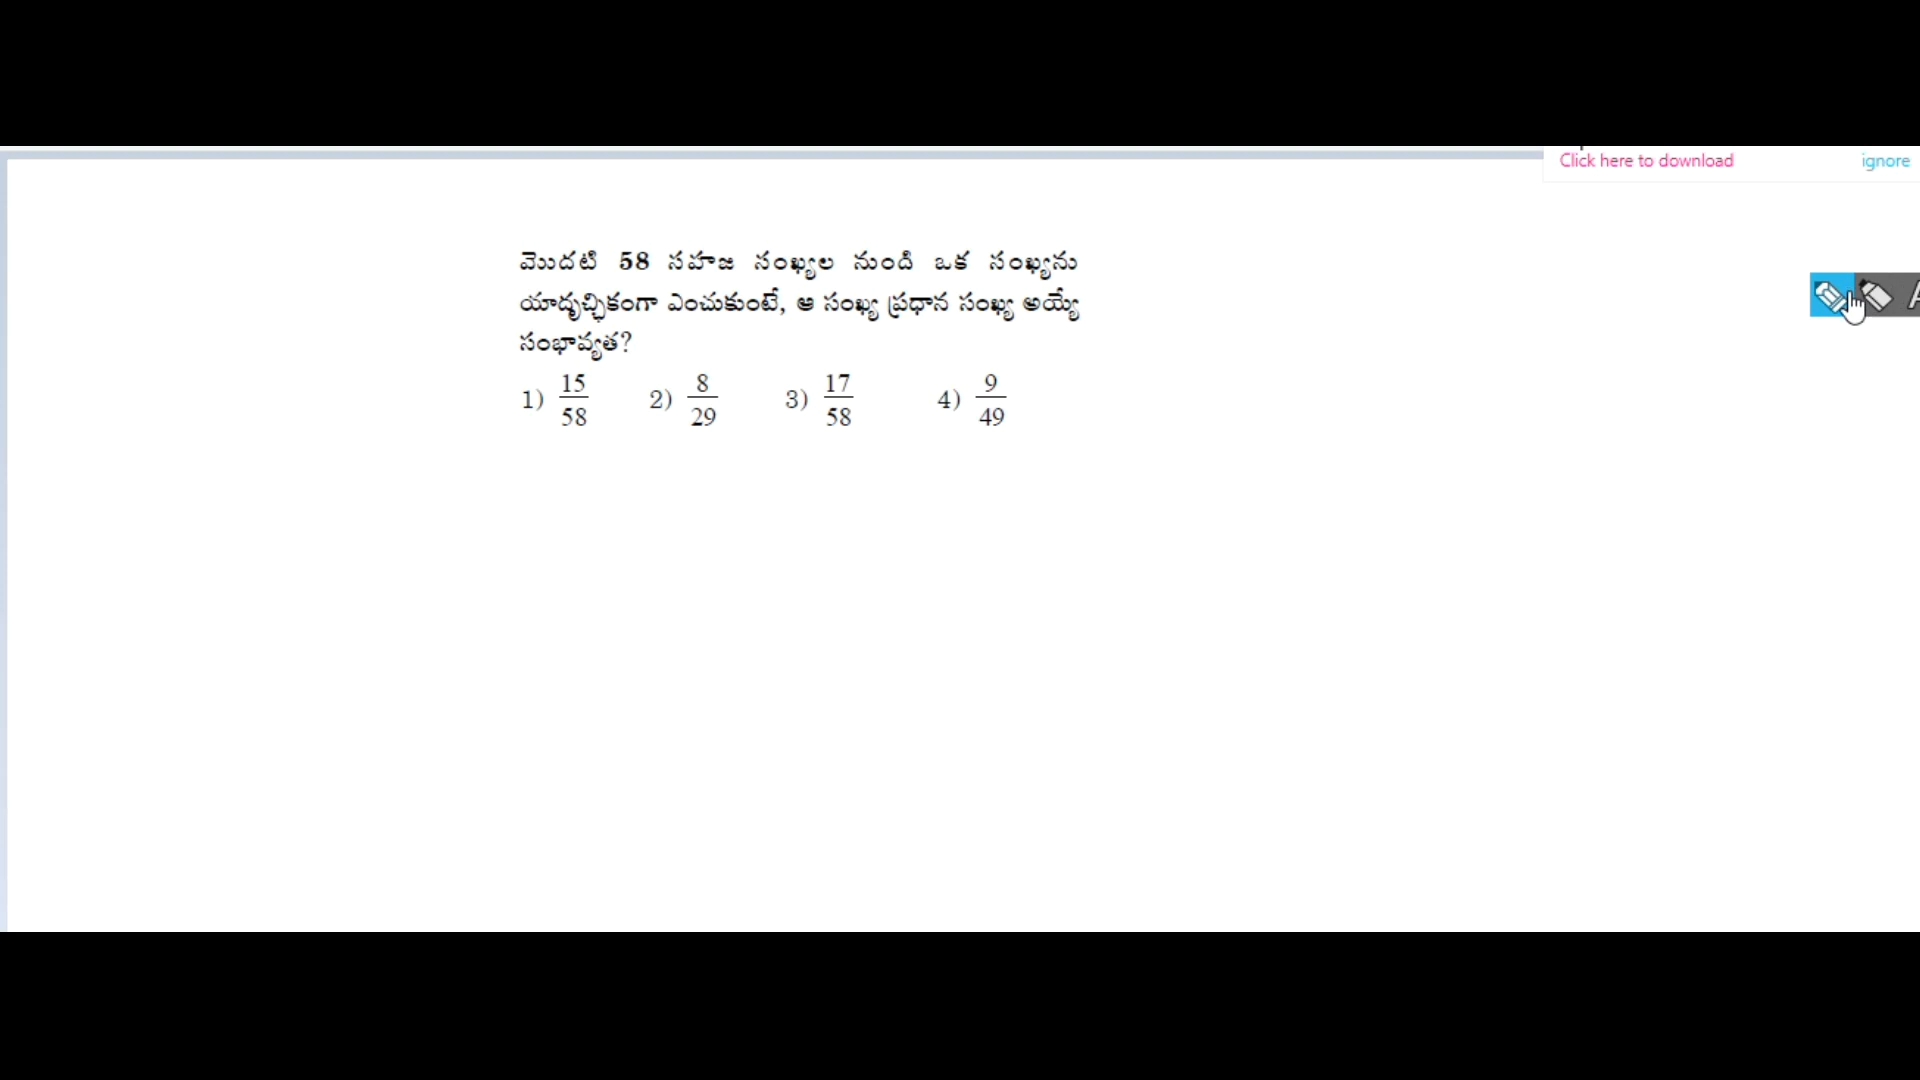 Click here to download ignore
మొదటి 58 సహజ సంఖ్యల నుండి ఒక సంఖ్యను
యాదృచ్ఛికంగా ఎంచుకుంటే, ఆ సంఖ్య ప్రధాన సంఖ్య అయ్యే
సంభావ్యత?
1) 15/58 2) 8/29 3) 17/58 4) 9/49